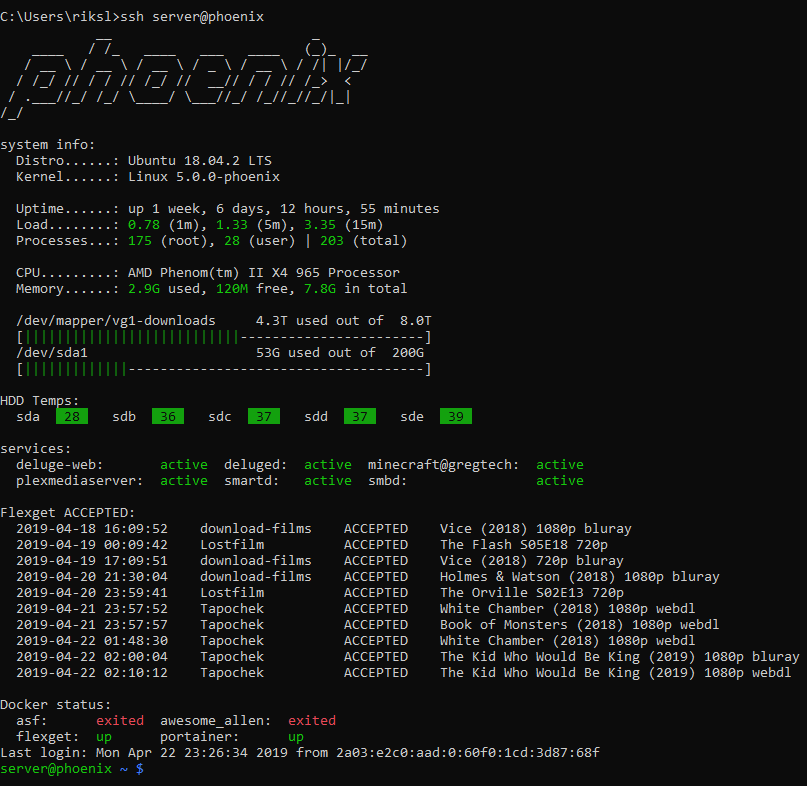 C:\Users\riksl>ssh server@phoenix
phoenix
system info:
  Distro......: Ubuntu 18.04.2 LTS
  Kernel......: Linux 5.0.0-phoenix
  Uptime......: up 1 week, 6 days, 12 hours, 55 minutes
  Load........: 0.78 (1m), 1.33 (5m), 3.35 (15m)
  Processes...: 175 (root), 28 (user) | 203 (total)
  CPU.........: AMD Phenom(tm) II X4 965 Processor
  Memory......: 2.9G used, 120M free, 7.8G in total
  /dev/mapper/vg1-downloads     4.3T used out of  8.0T
  [|||||||||||||||||||||||||||-----------------------]
  /dev/sda1                     53G used out of  200G
  [|||||||||||||-------------------------------------]
HDD Temps:
  sda  28   sdb  36   sdc  37   sdd  37   sde  39
services:
  deluge-web:       active  deluged:  active  minecraft@gregtech:  active
  plexmediaserver:  active  smartd:   active  smbd:                active
Flexget ACCEPTED:
  2019-04-18 16:09:52    download-films    ACCEPTED    Vice (2018) 1080p bluray
  2019-04-19 00:09:42    Lostfilm          ACCEPTED    The Flash S05E18 720p
  2019-04-19 17:09:51    download-films    ACCEPTED    Vice (2018) 720p bluray
  2019-04-20 21:30:04    download-films    ACCEPTED    Holmes & Watson (2018) 1080p bluray
  2019-04-20 23:59:41    Lostfilm          ACCEPTED    The Orville S02E13 720p
  2019-04-21 23:57:52    Tapochek          ACCEPTED    White Chamber (2018) 1080p webdl
  2019-04-21 23:57:57    Tapochek          ACCEPTED    Book of Monsters (2018) 1080p webdl
  2019-04-22 01:48:30    Tapochek          ACCEPTED    White Chamber (2018) 1080p webdl
  2019-04-22 02:00:04    Tapochek          ACCEPTED    The Kid Who Would Be King (2019) 1080p bluray
  2019-04-22 02:10:12    Tapochek          ACCEPTED    The Kid Who Would Be King (2019) 1080p webdl
Docker status:
  asf:      exited  awesome_allen:  exited
  flexget:  up      portainer:      up
Last login: Mon Apr 22 23:26:34 2019 from 2a03:e2c0:aad:0:60f0:1cd:3d87:68f
server@phoenix ~ $